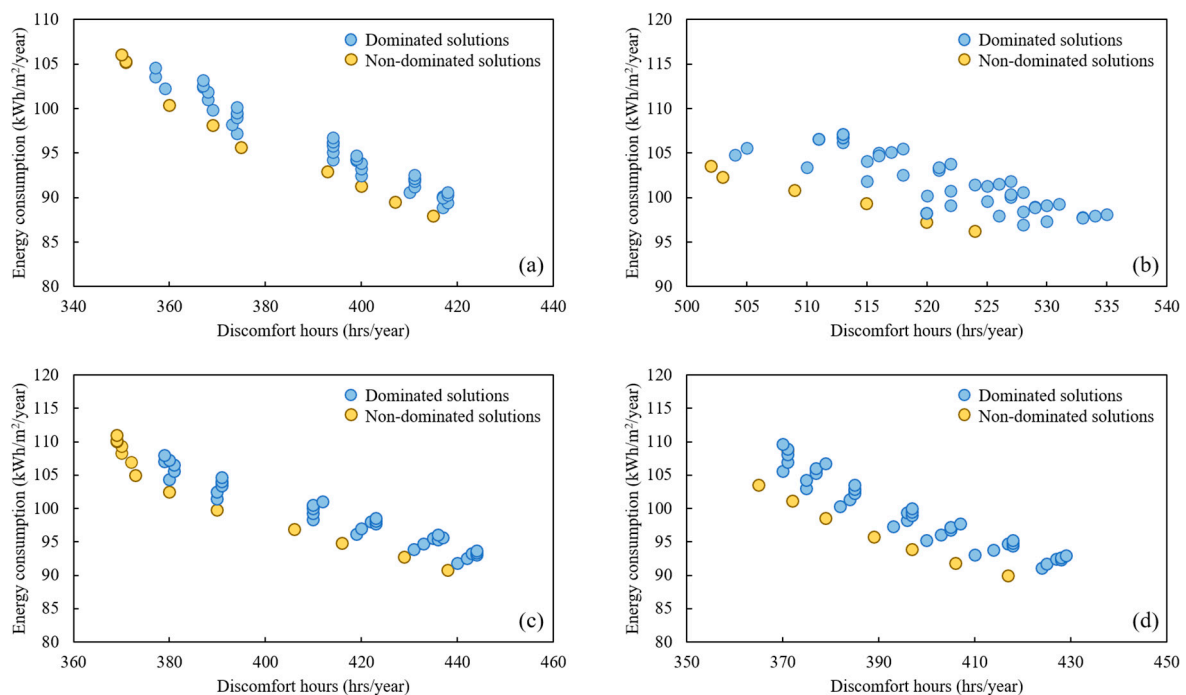 110
105
100
95
90
85
80
Energy consumption (kWh/m²/year)
Dominated solutions
Non-dominated solutions
(a)
340
360
380
400
420
440
Discomfort hours (hrs/year)
120
115
110
105
100
95
90
Energy consumption (kWh/m²/year)
Dominated solutions
Non-dominated solutions
(b)
500
505
510
515
520
525
530
535
540
Discomfort hours (hrs/year)
120
115
110
105
100
95
90
85
80
Energy consumption (kWh/m²/year)
Dominated solutions
Non-dominated solutions
(c)
360
380
400
420
440
460
Discomfort hours (hrs/year)
120
115
110
105
100
95
90
85
80
Energy consumption (kWh/m²/year)
Dominated solutions
Non-dominated solutions
(d)
350
370
390
410
430
450
Discomfort hours (hrs/year)